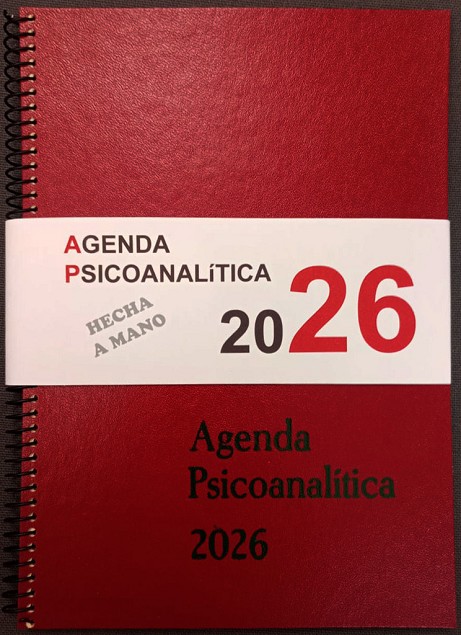 AGENDA
PSICOANALíTICA
HECHA
A MANO
2026
Agenda
Psicoanalítica
2026